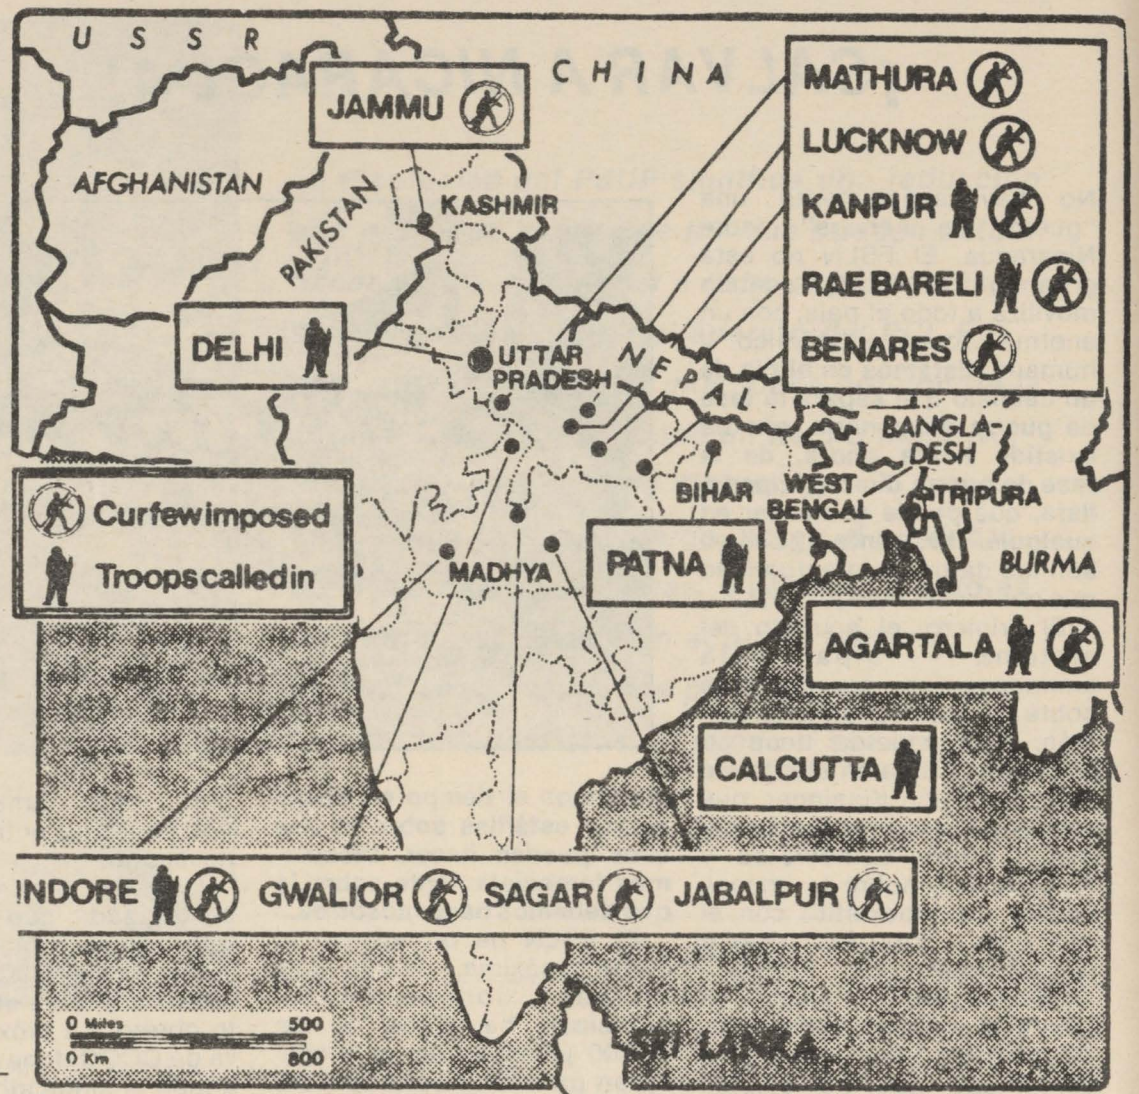 USSR
CHINA
JAMMU
AFGHANISTAN
PAKISTAN
KASHMIR
MATHURA
LUCKNOW
KANPUR
RAE BARELI
BENARES
DELHI
UTTAR
PRADESH
NEPAL
BANGLA-
DESH
Curfew imposed
Troops called in
BIHAR
WEST
BENGAL
TRIPURA
MADHYA
PATNA
BURMA
AGARTALA
CALCUTTA
INDORE
GWALIOR
SAGAR
JABALPUR
0 Miles 500
0 Km 800
SRI LANKA